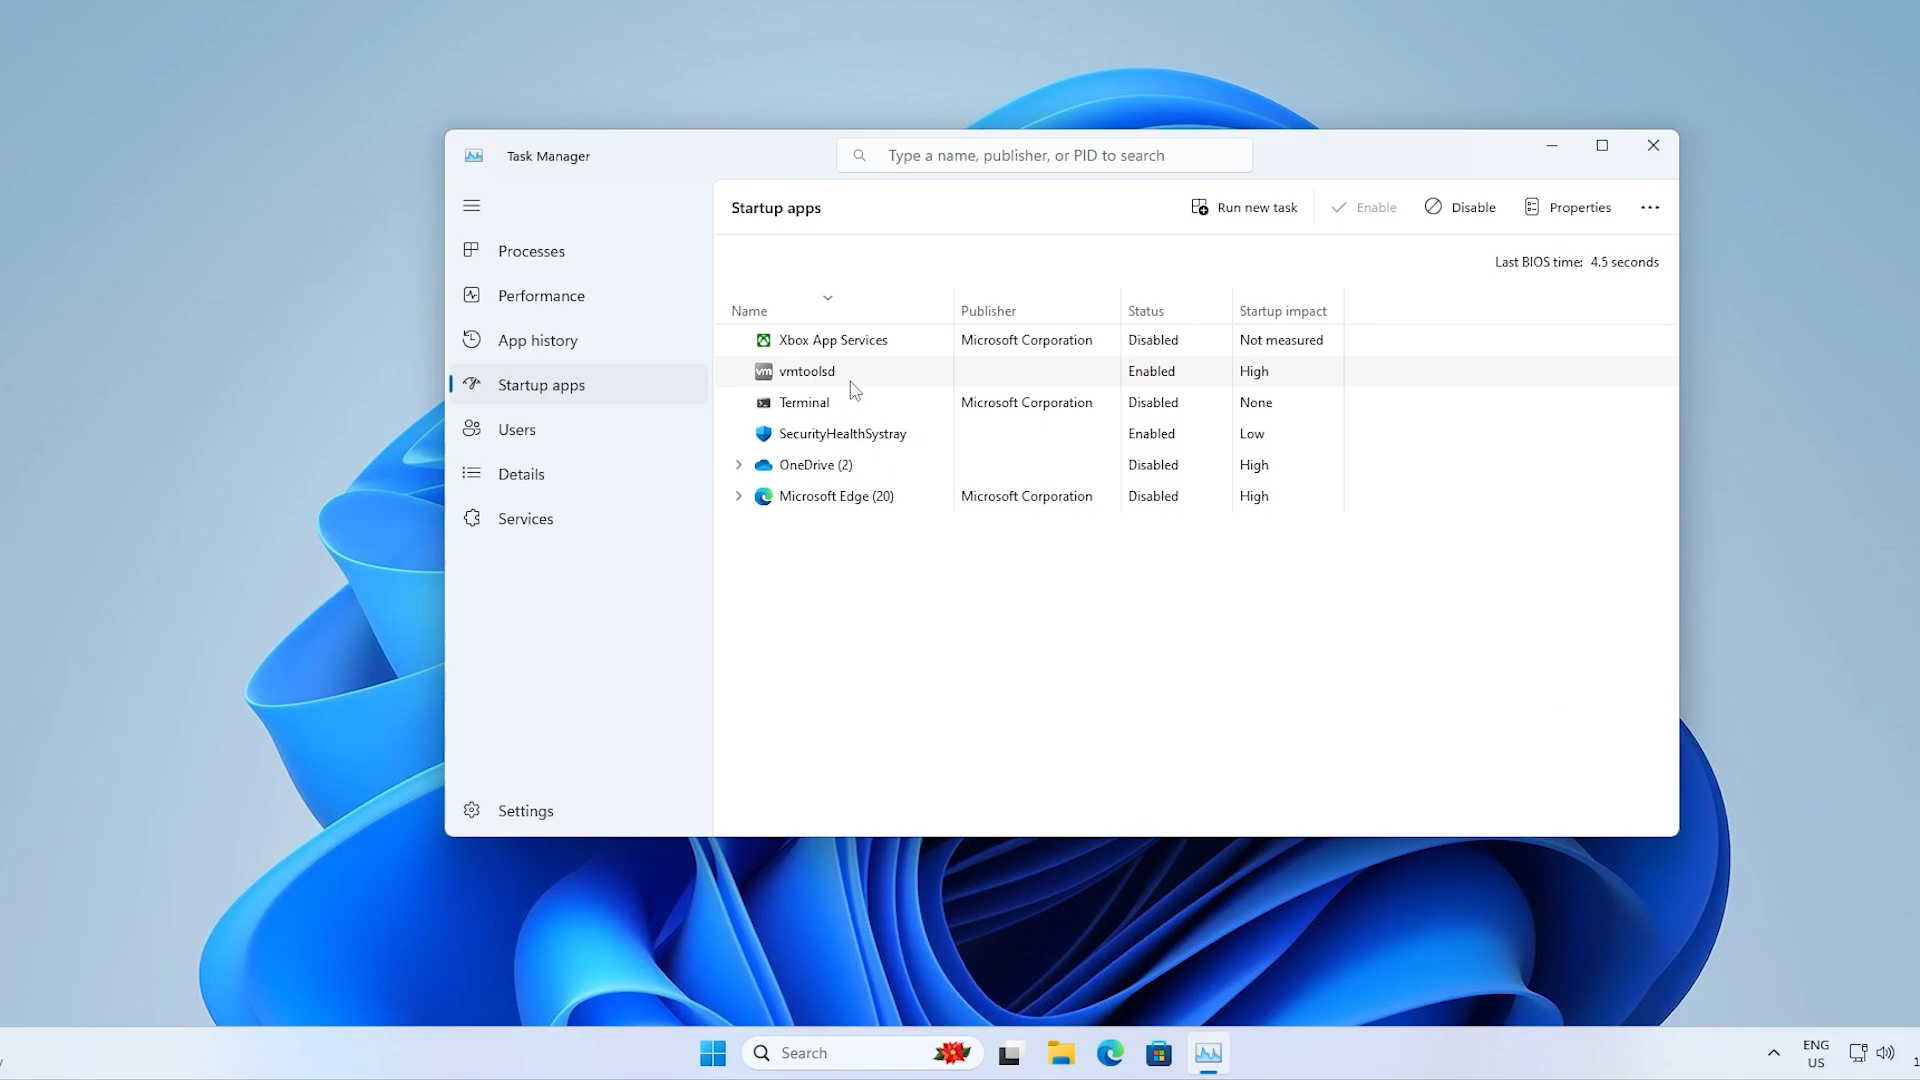 Task Manager
Type a name, publisher, or PID to search
Startup apps
Run new task
Enable
Disable
Properties
Processes
Performance
App history
Startup apps
Users
Details
Services
Settings
Last BIOS time: 4.5 seconds
Name Publisher Status Startup impact
Xbox App Services Microsoft Corporation Disabled Not measured
vm vmtoolsd Enabled High
Terminal Microsoft Corporation Disabled None
SecurityHealthSystray Enabled Low
OneDrive (2) Disabled High
Microsoft Edge (20) Microsoft Corporation Disabled High
Search
ENG
US